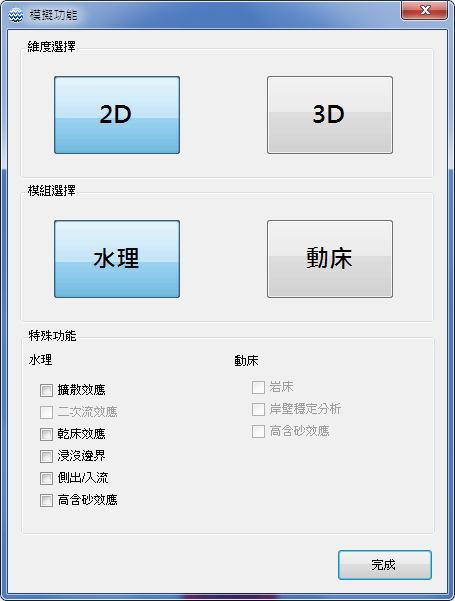 模擬功能
維度選擇
2D
3D
模組選擇
水理
動床
特殊功能
水理
擴散效應
二次流效應
乾床效應
浸沒邊界
側出/入流
高含砂效應
動床
岩床
岸壁穩定分析
高含砂效應
完成